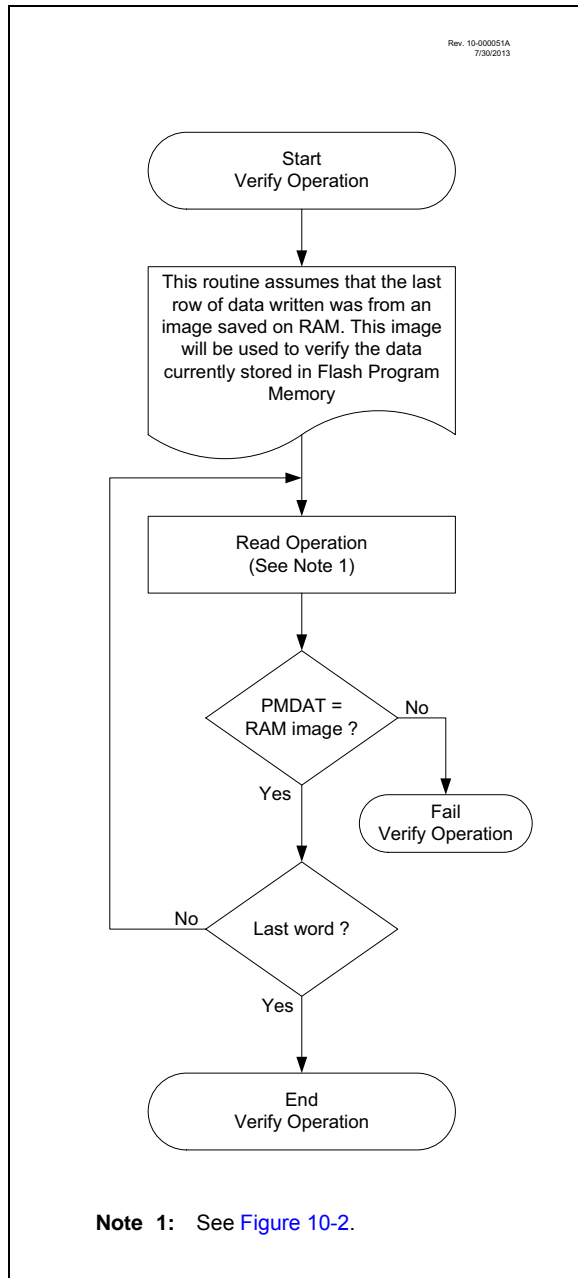 Rev. 10-000051A
7/30/2013
Start
Verify Operation
This routine assumes that the last
row of data written was from an
image saved on RAM. This image
will be used to verify the data
currently stored in Flash Program
Memory
Read Operation
(See Note 1)
PMDAT =
RAM image ?
No
Yes
Fail
Verify Operation
No
Last word ?
Yes
End
Verify Operation
Note 1: See Figure 10-2.